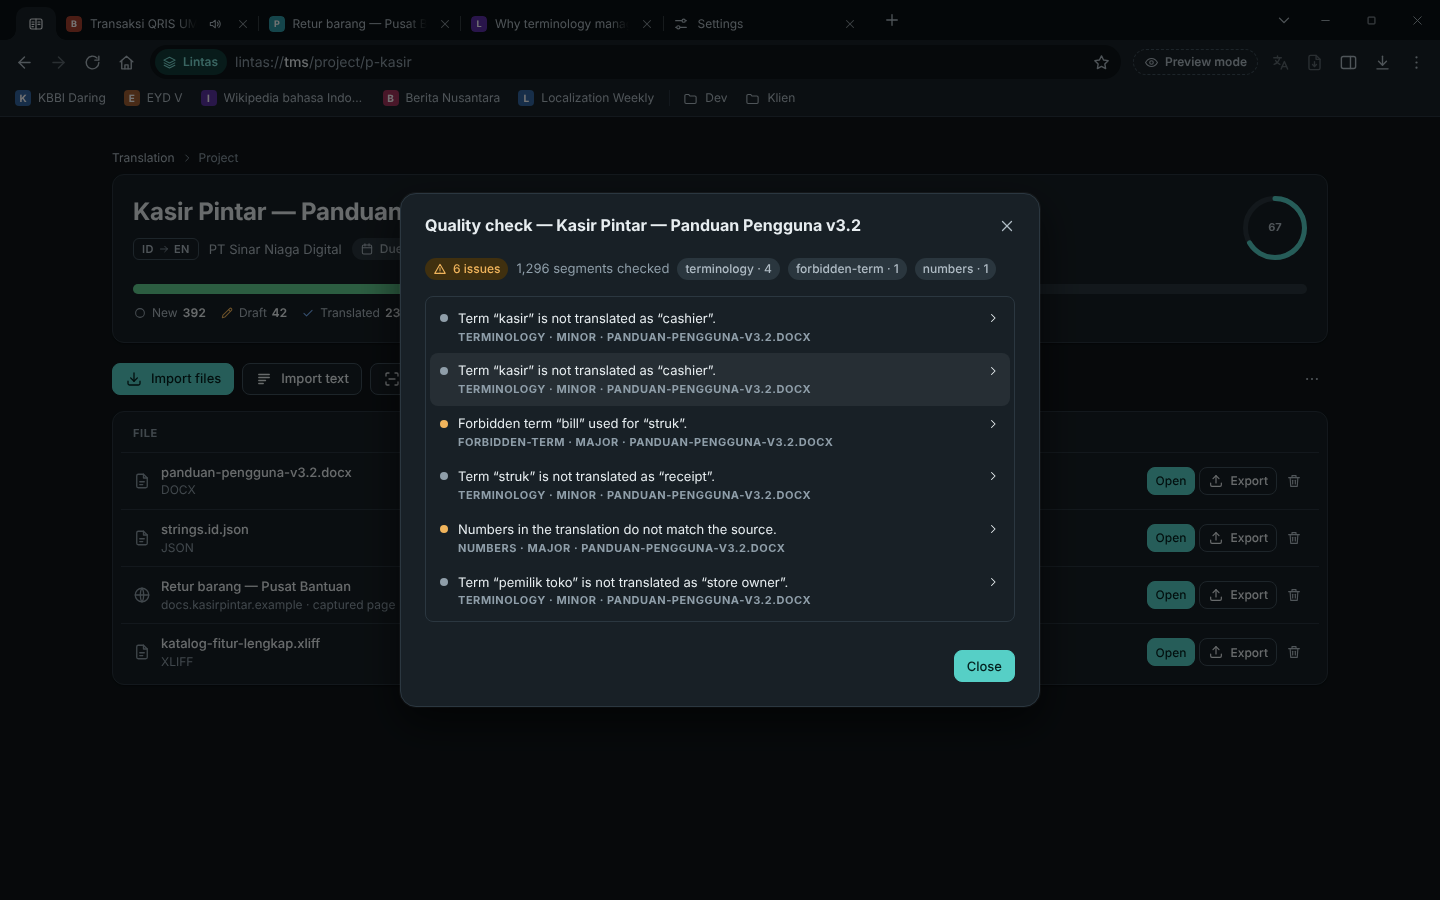 B Transaksi QRIS UM
P Retur barang — Pusat B
L Why terminology mana
Settings
Lintas
lintas://tms/project/p-kasir
Preview mode
K KBBI Daring
E EYD V
I Wikipedia bahasa Indo...
B Berita Nusantara
L Localization Weekly
Dev
Klien
Translation > Project
Kasir Pintar — Panduan
ID → EN
PT Sinar Niaga Digital
Due
67
New 392
Draft 42
Translated 23
Import files
Import text
Quality check — Kasir Pintar — Panduan Pengguna v3.2
6 issues
1,296 segments checked
terminology · 4
forbidden-term · 1
numbers · 1
Term “kasir” is not translated as “cashier”.
TERMINOLOGY · MINOR · PANDUAN-PENGGUNA-V3.2.DOCX
Term “kasir” is not translated as “cashier”.
TERMINOLOGY · MINOR · PANDUAN-PENGGUNA-V3.2.DOCX
Forbidden term “bill” used for “struk”.
FORBIDDEN-TERM · MAJOR · PANDUAN-PENGGUNA-V3.2.DOCX
Term “struk” is not translated as “receipt”.
TERMINOLOGY · MINOR · PANDUAN-PENGGUNA-V3.2.DOCX
Numbers in the translation do not match the source.
NUMBERS · MAJOR · PANDUAN-PENGGUNA-V3.2.DOCX
Term “pemilik toko” is not translated as “store owner”.
TERMINOLOGY · MINOR · PANDUAN-PENGGUNA-V3.2.DOCX
Close
FILE
panduan-pengguna-v3.2.docx
DOCX
Open
Export
strings.id.json
JSON
Open
Export
Retur barang — Pusat Bantuan
docs.kasirpintar.example · captured page
Open
Export
katalog-fitur-lengkap.xliff
XLIFF
Open
Export